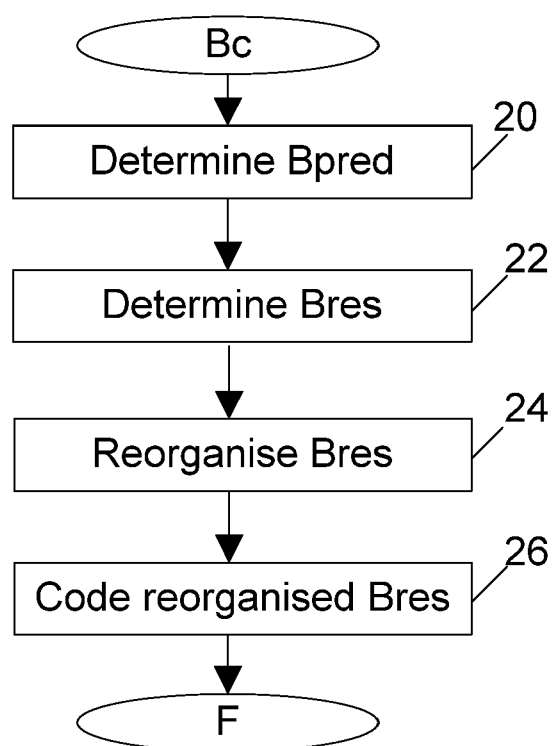 Bc
20
Determine Bpred
22
Determine Bres
24
Reorganise Bres
26
Code reorganised Bres
F